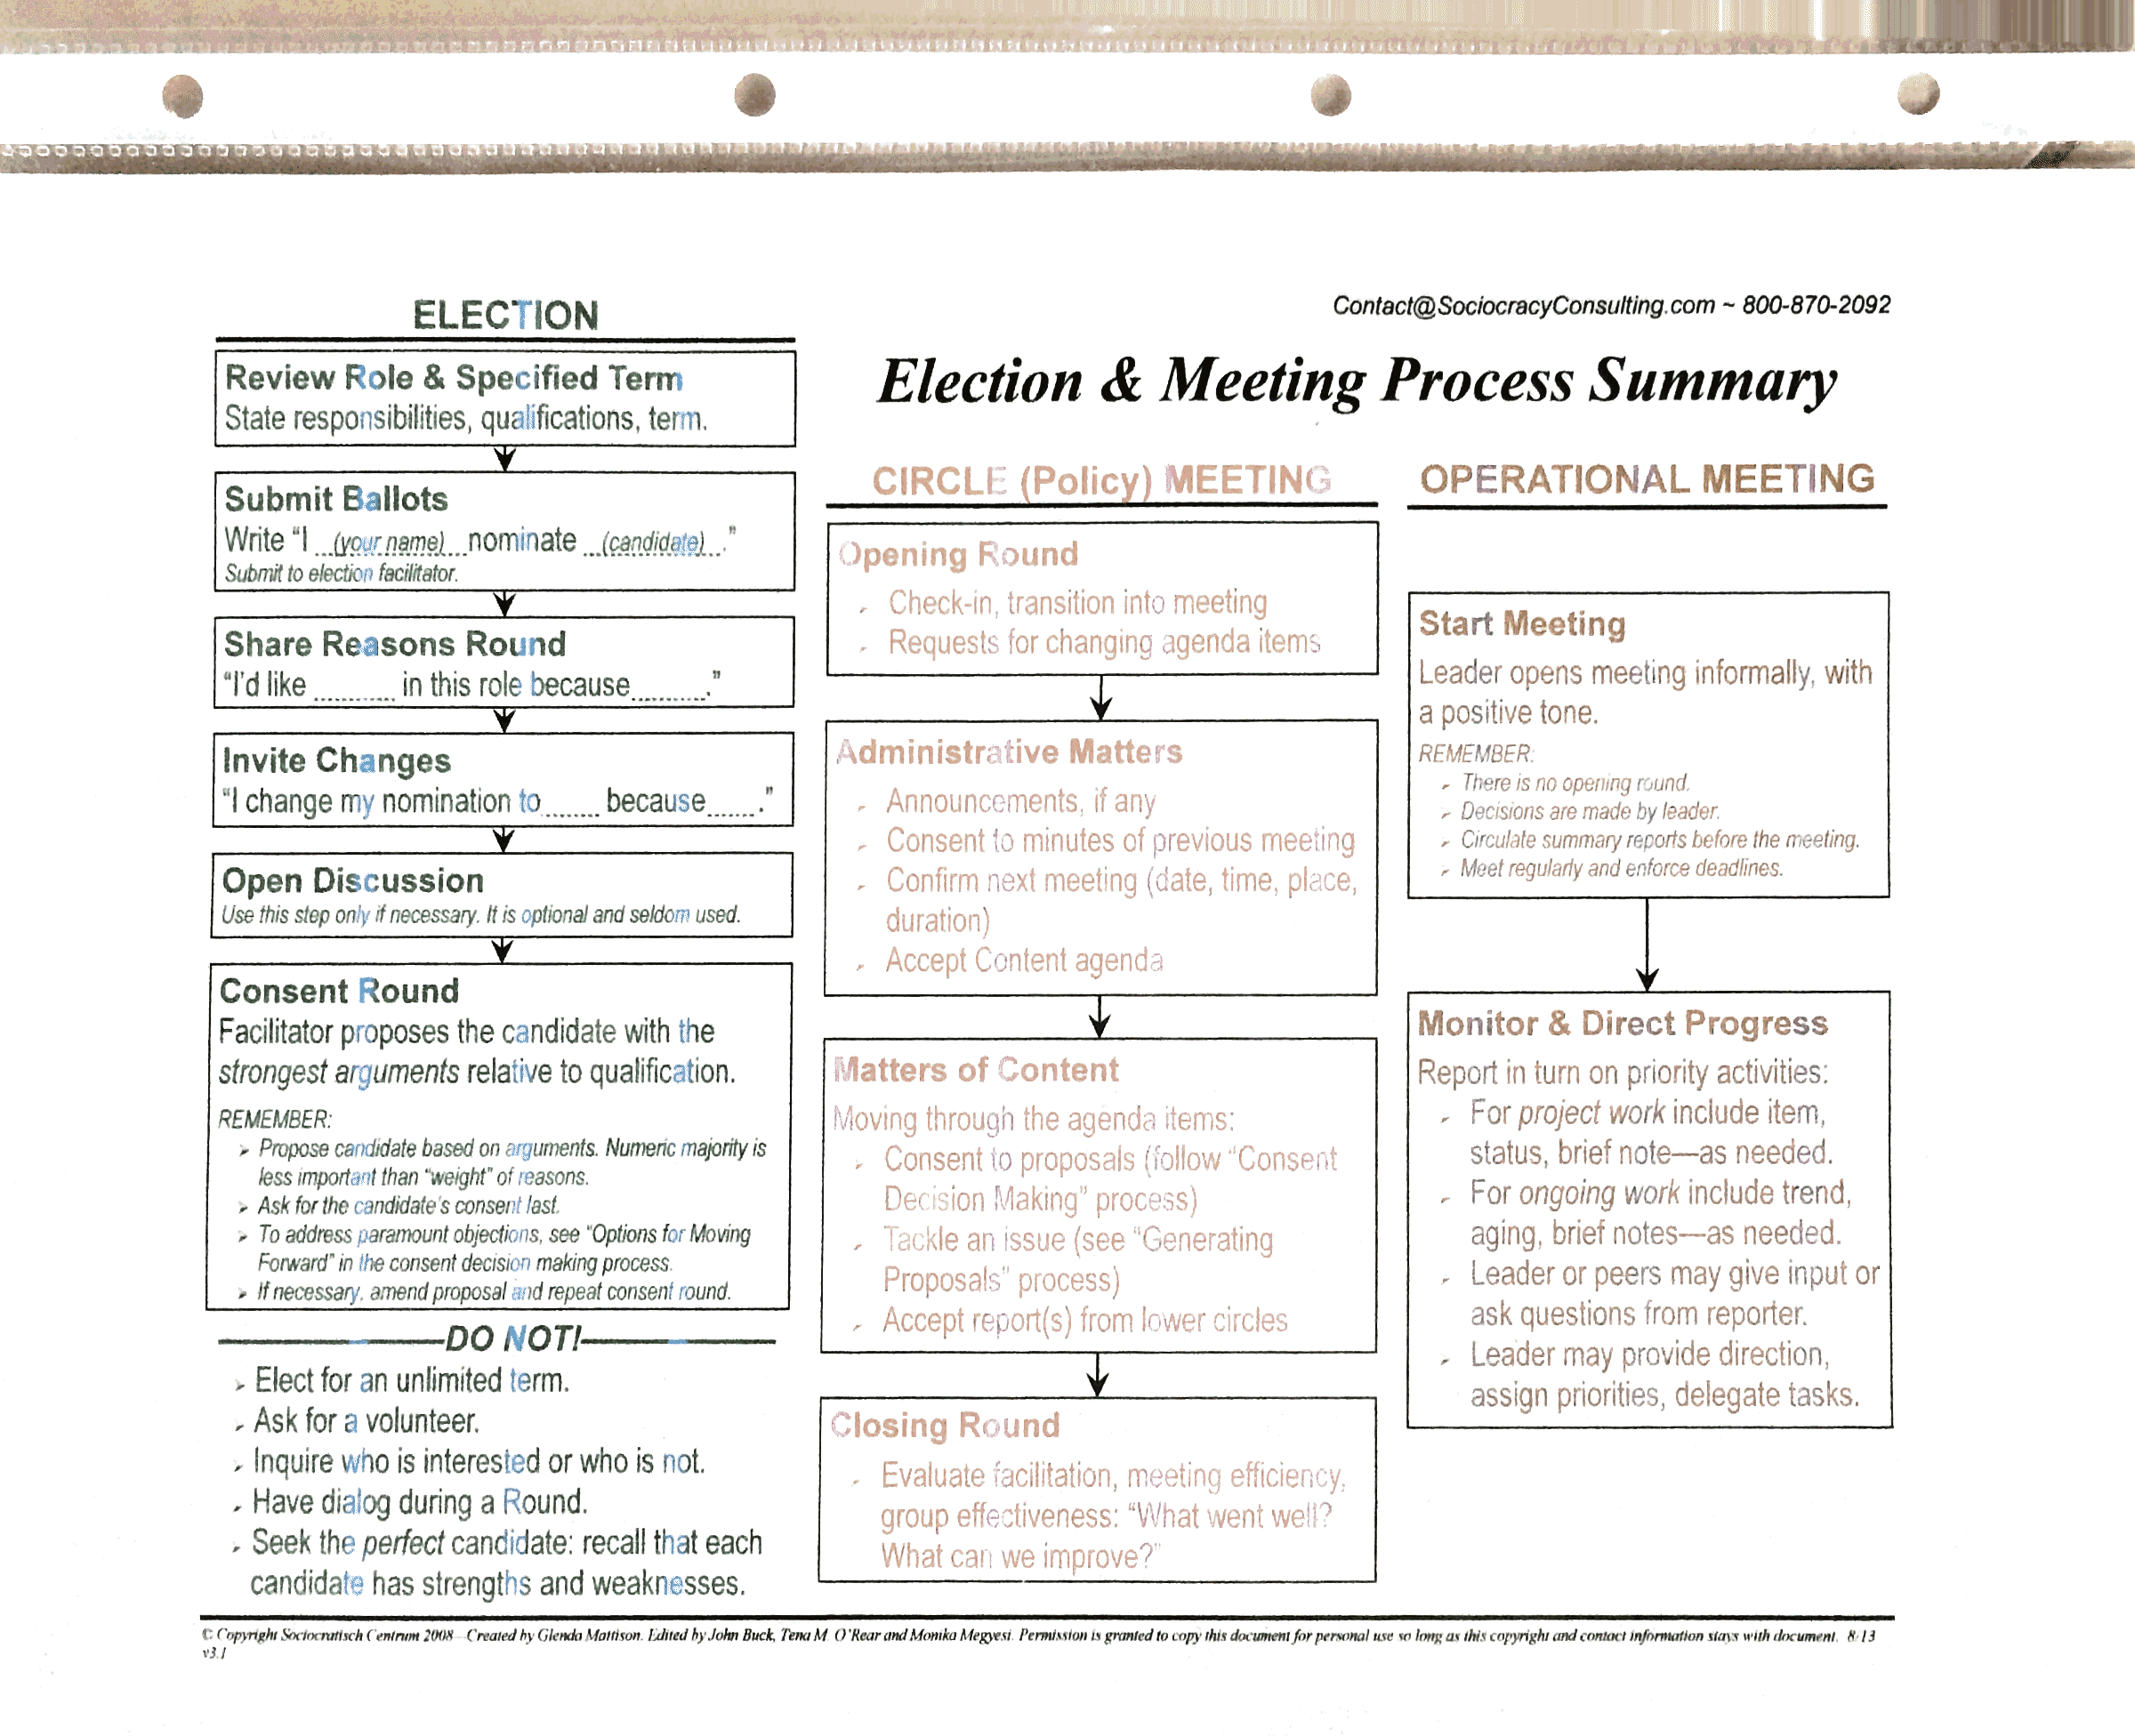 Contact@SociocracyConsulting.com ~ 800-870-2092
Election & Meeting Process Summary
ELECTION
Review Role & Specified Term
State responsibilities, qualifications, term.
Submit Ballots
Write “I ...(your name)...nominate ...(candidate)...”
Submit to election facilitator.
Share Reasons Round
“I’d like .......... in this role because..........”
Invite Changes
“I change my nomination to......... because.......”
Open Discussion
Use this step only if necessary. It is optional and seldom used.
Consent Round
Facilitator proposes the candidate with the
strongest arguments relative to qualification.
REMEMBER:
➢ Propose candidate based on arguments. Numeric majority is
less important than “weight” of reasons.
➢ Ask for the candidate’s consent last.
➢ To address paramount objections, see “Options for Moving
Forward” in the consent decision making process.
➢ If necessary, amend proposal and repeat consent round.
DO NOT!
➢ Elect for an unlimited term.
➢ Ask for a volunteer.
➢ Inquire who is interested or who is not.
➢ Have dialog during a Round.
➢ Seek the perfect candidate: recall that each
candidate has strengths and weaknesses.
CIRCLE (Policy) MEETING
Opening Round
➢ Check-in, transition into meeting
➢ Requests for changing agenda items
Administrative Matters
➢ Announcements, if any
➢ Consent to minutes of previous meeting
➢ Confirm next meeting (date, time, place,
duration)
➢ Accept Content agenda
Matters of Content
Moving through the agenda items:
➢ Consent to proposals (follow “Consent
Decision Making” process)
➢ Tackle an issue (see “Generating
Proposals” process)
➢ Accept report(s) from lower circles
Closing Round
➢ Evaluate facilitation, meeting efficiency,
group effectiveness: “What went well?
What can we improve?”
OPERATIONAL MEETING
Start Meeting
Leader opens meeting informally, with
a positive tone.
REMEMBER:
➢ There is no opening round.
➢ Decisions are made by leader.
➢ Circulate summary reports before the meeting.
➢ Meet regularly and enforce deadlines.
Monitor & Direct Progress
Report in turn on priority activities:
➢ For project work include item,
status, brief note—as needed.
➢ For ongoing work include trend,
aging, brief notes—as needed.
➢ Leader or peers may give input or
ask questions from reporter.
➢ Leader may provide direction,
assign priorities, delegate tasks.
© Copyright Sociocratisch Centrum 2008 Created by Glenda Mattison. Edited by John Buck, Tena M O’Rear and Monika Megyesi. Permission is granted to copy this document for personal use so long as this copyright and contact information stays with document. 8-13
v3.1